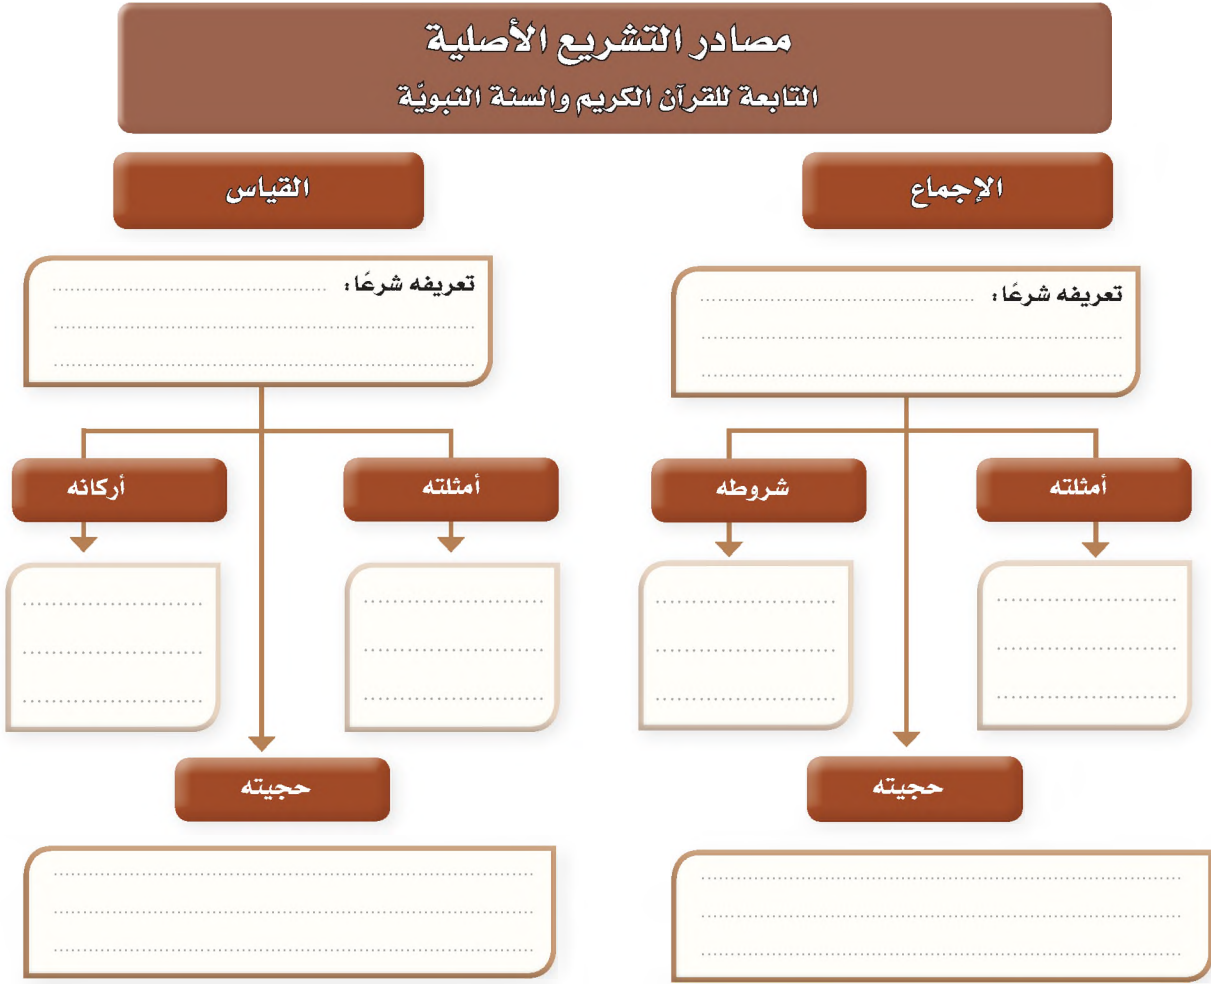 مصادر التشريع الأصلية
التابعة للقرآن الكريم والسنة النبويّة
الإجماع
القياس
تعريفه شرعًا:
تعريفه شرعًا:
أمثلته
شروطه
أمثلته
أركانه
حجيته
حجيته